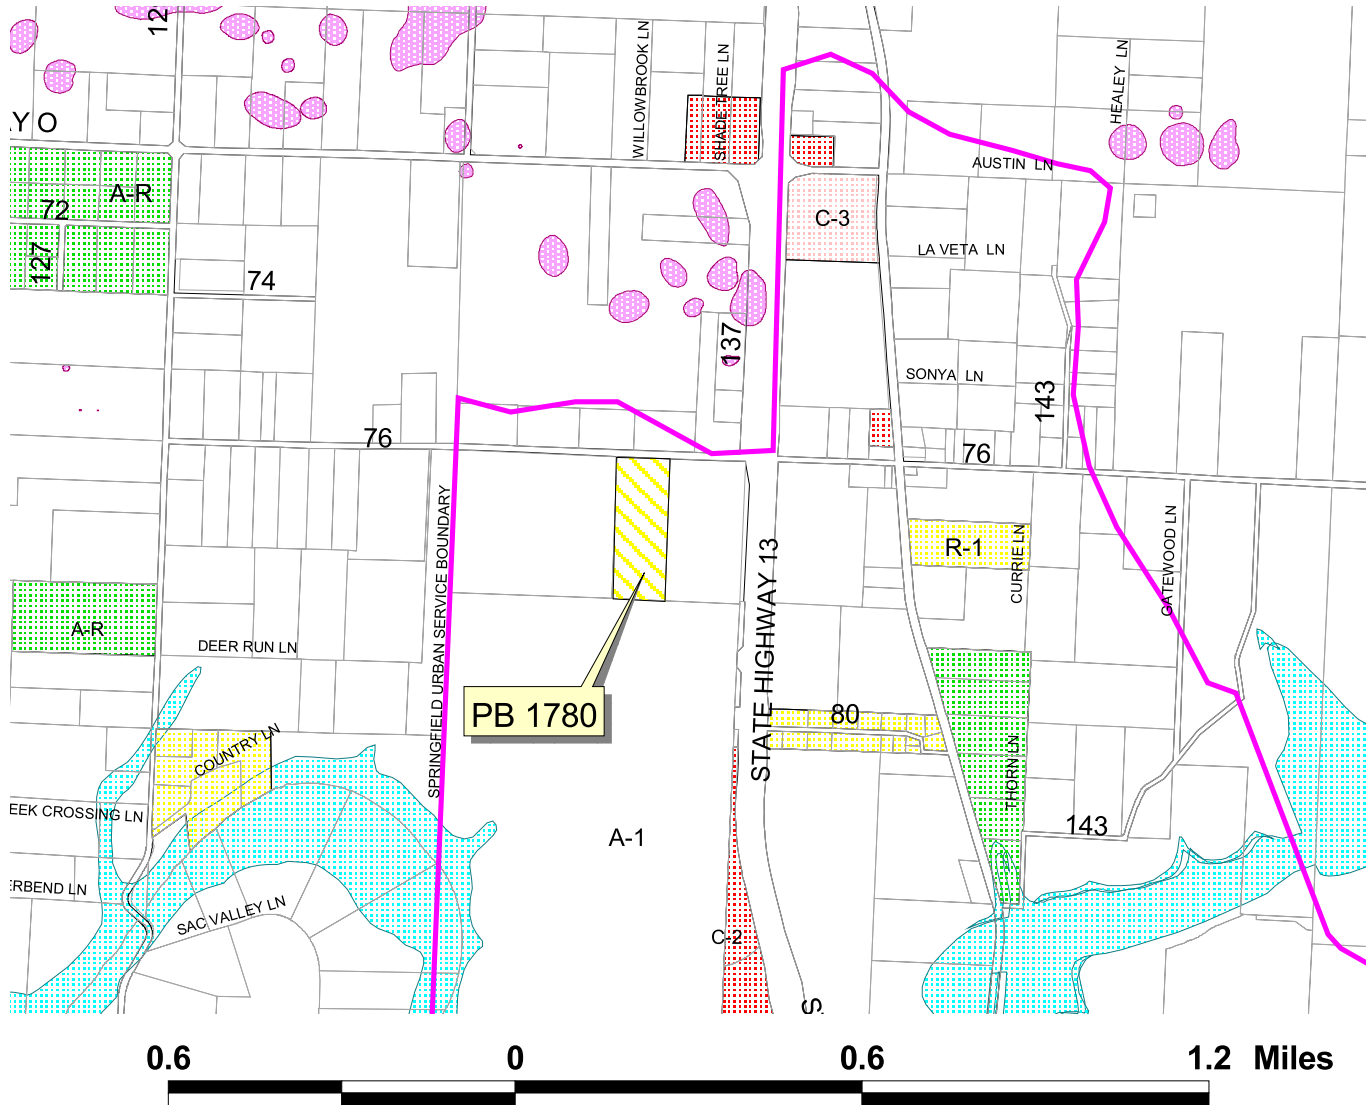 12
WILLOWBROOK LN
SHADE TREE LN
HEALEY LN
AYO
AUSTIN LN
A-R
72
C-3
127
LA VETA LN
74
137
SONYA LN
143
76
76
SPRINGFIELD URBAN SERVICE BOUNDARY
STATE HIGHWAY 13
R-1
CURRIE LN
GATEWOOD LN
A-R
DEER RUN LN
PB 1780
80
COUNTRY LN
THORN LN
EEK CROSSING LN
143
A-1
ERBEND LN
SAC VALLEY LN
C-2
S
0.6 0 0.6 1.2 Miles